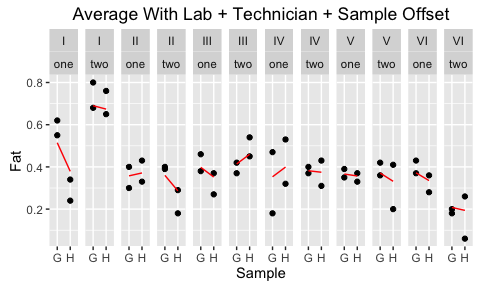 Average With Lab + Technician + Sample Offset
I I II II III III IV IV V V VI VI
one two one two one two one two one two one two
0.8
0.6
0.4
0.2
Fat
G H G H G H G H G H G H G H G H G H G H G H G H
Sample